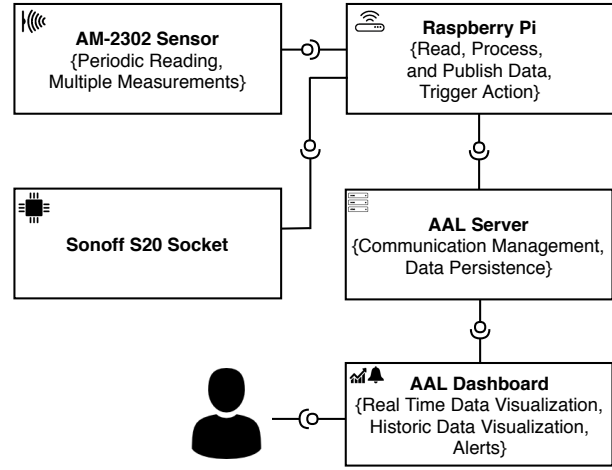 AM-2302 Sensor
{Periodic Reading,
Multiple Measurements}
Raspberry Pi
{Read, Process,
and Publish Data,
Trigger Action}
Sonoff S20 Socket
AAL Server
{Communication Management,
Data Persistence}
AAL Dashboard
{Real Time Data Visualization,
Historic Data Visualization,
Alerts}